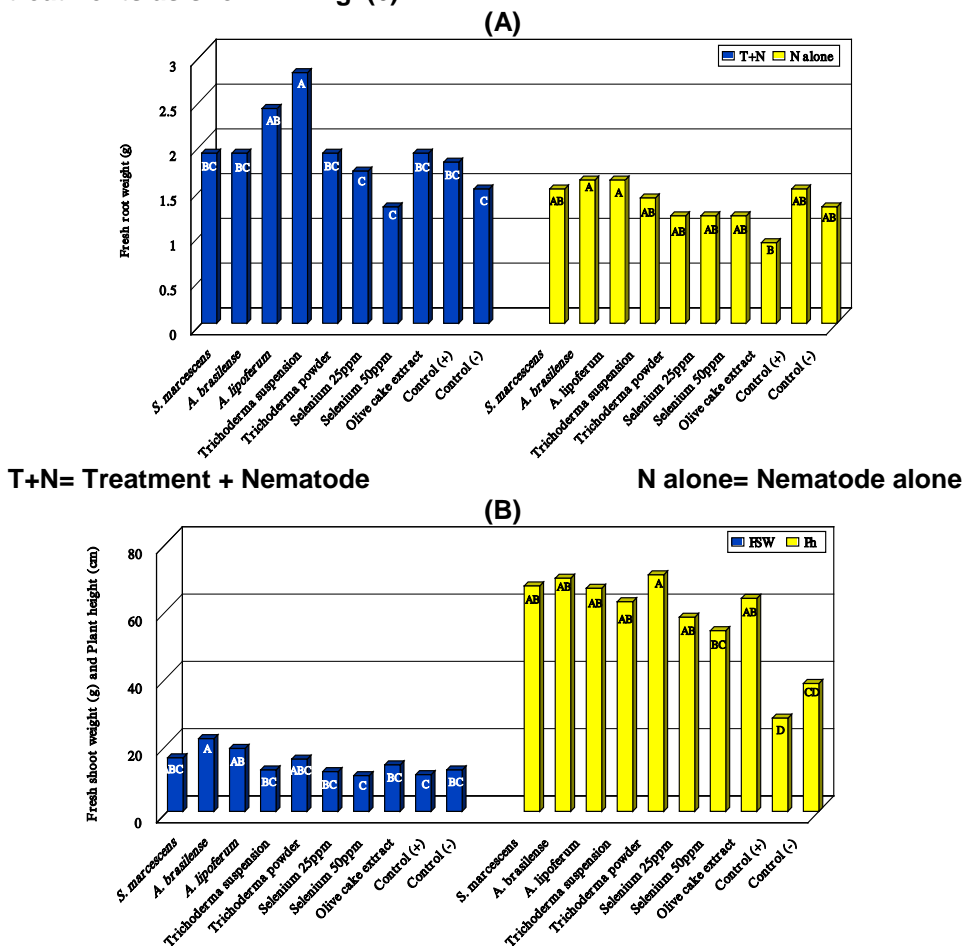 treatments as shown in Fig
(A)
T+N N alone
Fresh root weight (g)
3
2.5
2
1.5
1
0.5
0
BC BC AB A BC C C BC BC C
AB A A AB AB AB AB B AB AB
S. marcescens
A. brasilense
A. lipoferum
Trichoderma suspension
Trichoderma powder
Selenium 25ppm
Selenium 50ppm
Olive cake extract
Control (+)
Control (-)
S. marcescens
A. brasilense
A. lipoferum
Trichoderma suspension
Trichoderma powder
Selenium 25ppm
Selenium 50ppm
Olive cake extract
Control (+)
Control (-)
T+N= Treatment + Nematode N alone= Nematode alone
(B)
FSW Ph
Fresh shoot weight (g) and Plant height (cm)
80
60
40
20
0
ABC A AB BC ABC BC C BC C BC
AB AB AB AB A AB BC AB D CD
S. marcescens
A. brasilense
A. lipoferum
Trichoderma suspension
Trichoderma powder
Selenium 25ppm
Selenium 50ppm
Olive cake extract
Control (+)
Control (-)
S. marcescens
A. brasilense
A. lipoferum
Trichoderma suspension
Trichoderma powder
Selenium 25ppm
Selenium 50ppm
Olive cake extract
Control (+)
Control (-)